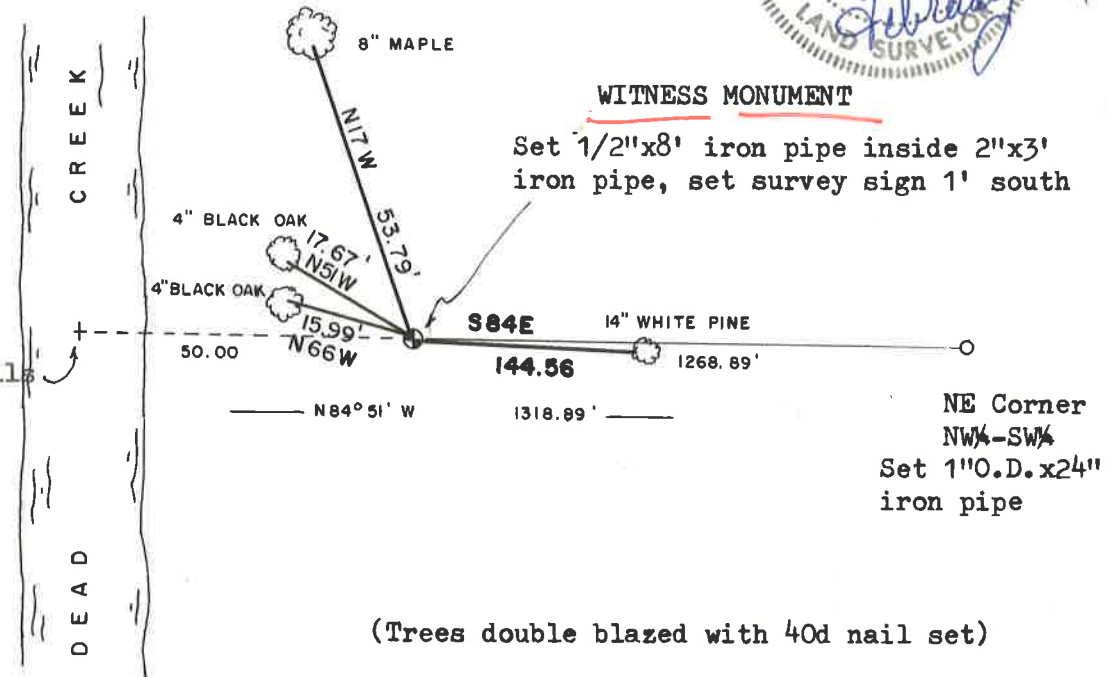 LAND SURVEYOR
8" MAPLE
WITNESS MONUMENT
Set 1/2"x8' iron pipe inside 2"x3'
iron pipe, set survey sign 1' south
N17W
53.79'
4" BLACK OAK
17.67'
N51W
4"BLACK OAK
15.99'
N66W
S84E
14" WHITE PINE
50.00
144.56
1268.89'
N84°51' W
1318.89'
NE Corner
NW¼-SW¼
Set 1"O.D.x24"
iron pipe
DEAD CREEK
(Trees double blazed with 40d nail set)